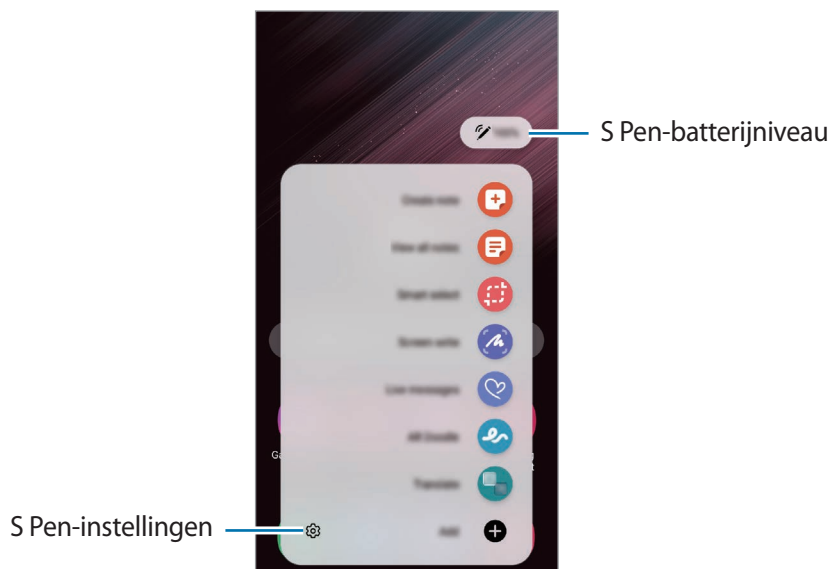 S Pen-batterijniveau
Create note
View all notes
Smart select
Screen write
Live messages
AR Doodle
Translate
Ga
S Pen-instellingen
Add